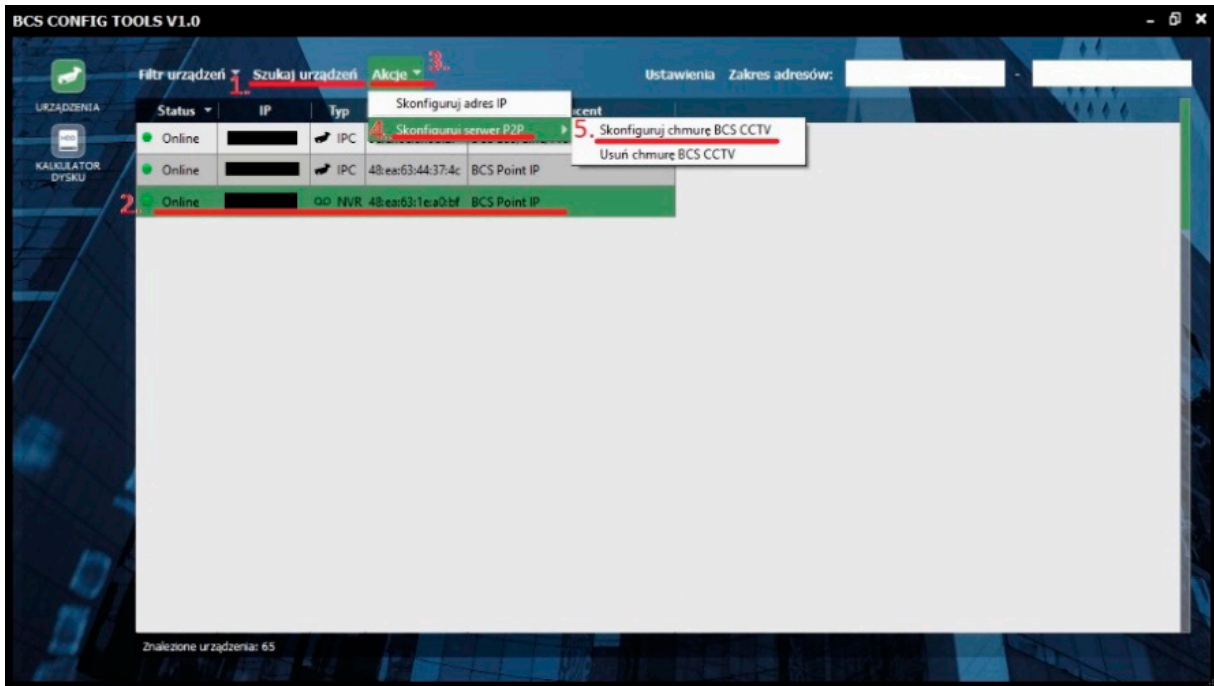 BCS CONFIG TOOLS V1.0
URZĄDZENIA
KALKULATOR
DYSKU
Filtr urządzeń Szukaj urządzeń Akcje Ustawienia Zakres adresów: -
1. 3.
Status IP Typ
Skonfiguruj adres IP
4. Skonfiguruj serwer P2P
5. Skonfiguruj chmurę BCS CCTV
Usuń chmurę BCS CCTV
Online IPC
Online IPC 48:ea:63:44:37:4c BCS Point IP
2. Online NVR 48:ea:63:1e:a0:bf BCS Point IP
Znalezione urządzenia: 65